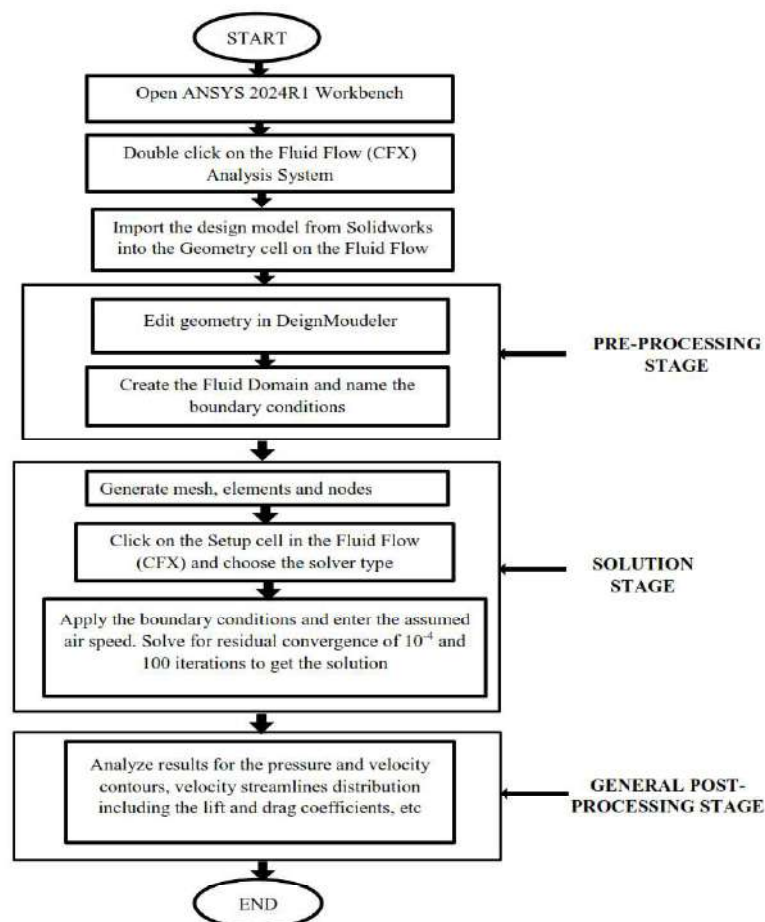 START
Open ANSYS 2024R1 Workbench
Double click on the Fluid Flow (CFX)
Analysis System
Import the design model from Solidworks
into the Geometry cell on the Fluid Flow
Edit geometry in DeignMoudeler
Create the Fluid Domain and name the
boundary conditions
PRE-PROCESSING
STAGE
Generate mesh, elements and nodes
Click on the Setup cell in the Fluid Flow
(CFX) and choose the solver type
Apply the boundary conditions and enter the assumed
air speed. Solve for residual convergence of 10⁻⁴ and
100 iterations to get the solution
SOLUTION
STAGE
Analyze results for the pressure and velocity
contours, velocity streamlines distribution
including the lift and drag coefficients, etc
GENERAL POST-
PROCESSING STAGE
END